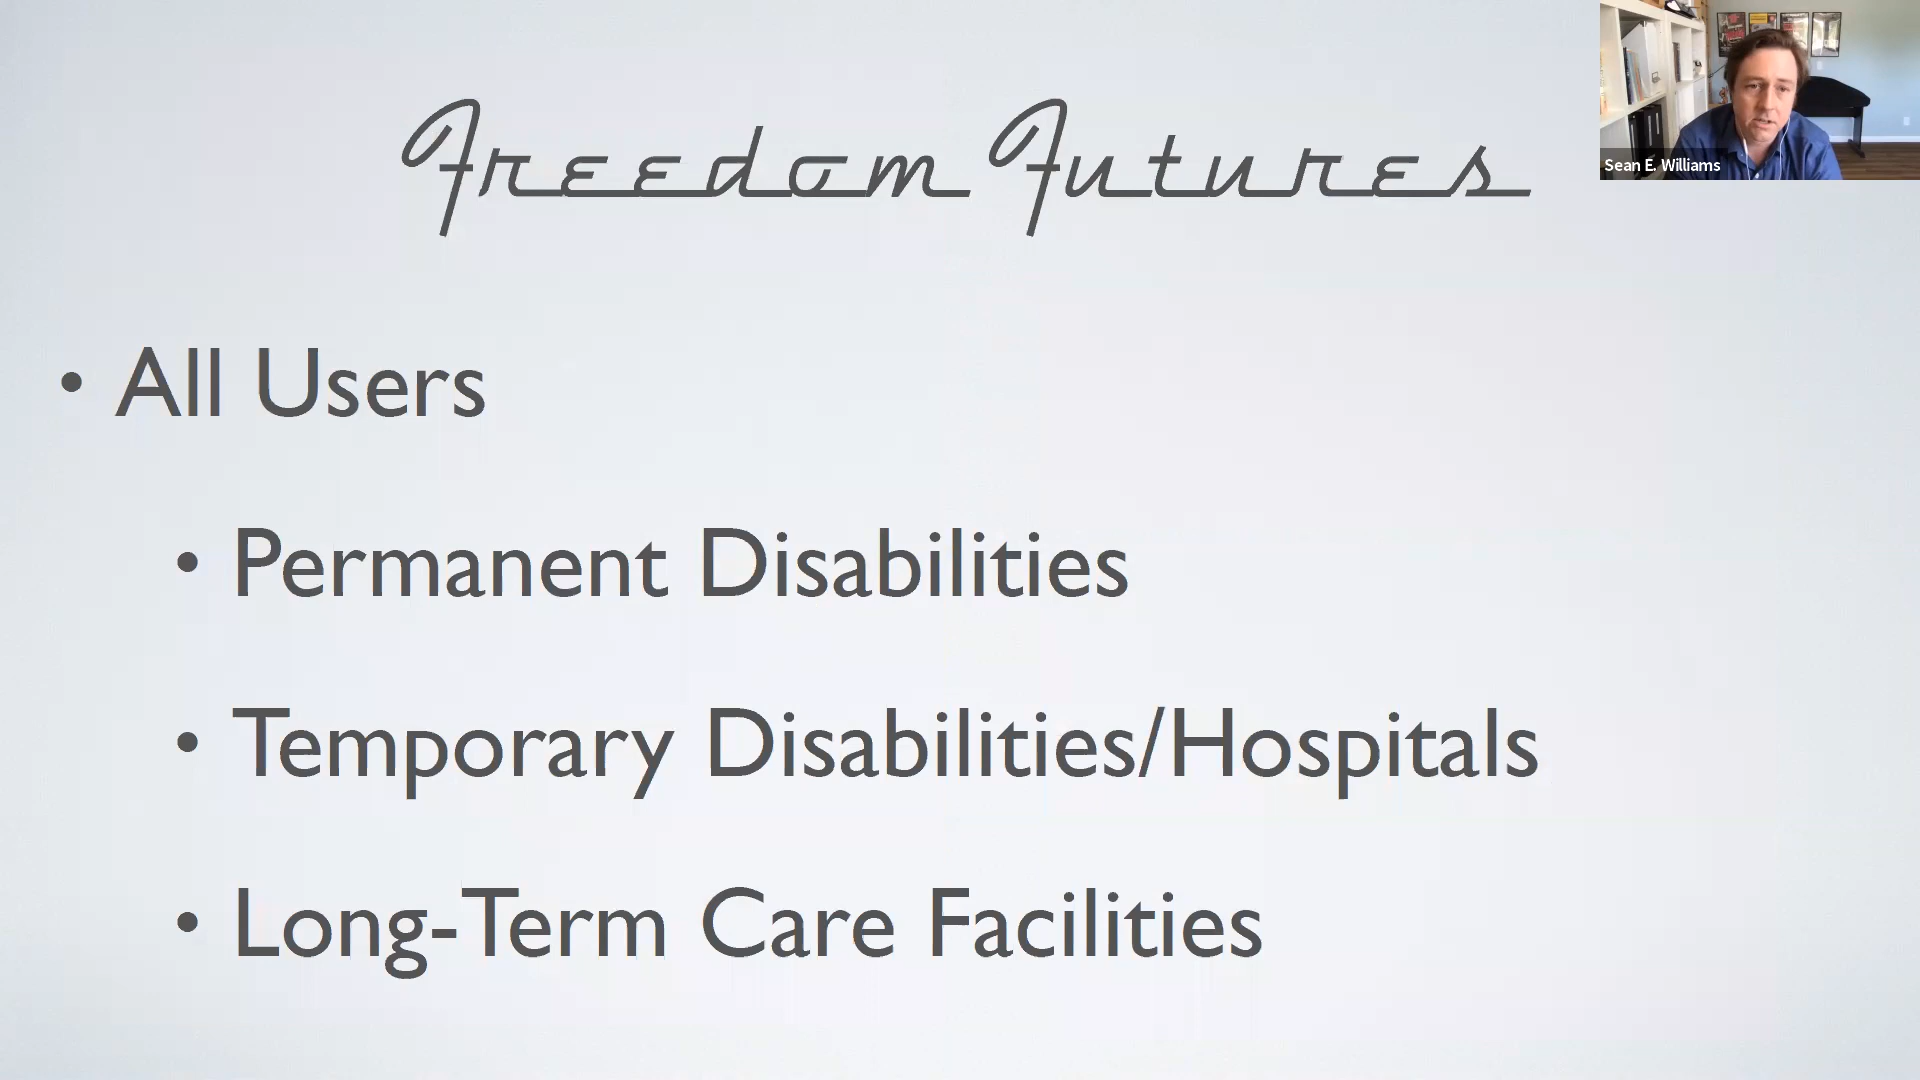 Freedom Futures
Sean E. Williams
• All Users
• Permanent Disabilities
• Temporary Disabilities/Hospitals
• Long-Term Care Facilities